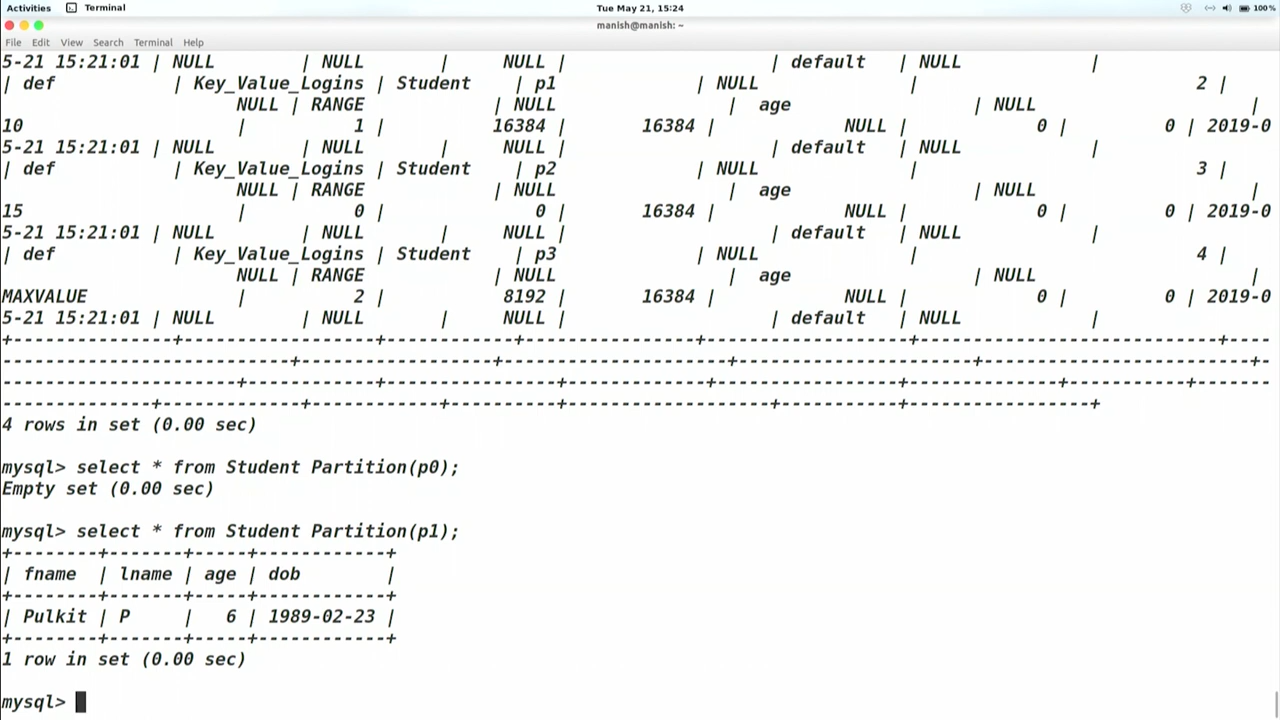 Activities Terminal Tue May 21, 15:24 100%
manish@manish: ~
File Edit View Search Terminal Help
5-21 15:21:01 | NULL | NULL | NULL | | default | NULL |
| def | Key_Value_Logins | Student | p1 | NULL | 2 |
NULL | RANGE | NULL | age | NULL |
10 | 1 | 16384 | 16384 | NULL | 0 | 0 | 2019-0
5-21 15:21:01 | NULL | NULL | NULL | | default | NULL |
| def | Key_Value_Logins | Student | p2 | NULL | 3 |
NULL | RANGE | NULL | age | NULL |
15 | 0 | 0 | 16384 | NULL | 0 | 0 | 2019-0
5-21 15:21:01 | NULL | NULL | NULL | | default | NULL |
| def | Key_Value_Logins | Student | p3 | NULL | 4 |
NULL | RANGE | NULL | age | NULL |
MAXVALUE | 2 | 8192 | 16384 | NULL | 0 | 0 | 2019-0
5-21 15:21:01 | NULL | NULL | NULL | | default | NULL |
4 rows in set (0.00 sec)
mysql> select * from Student Partition(p0);
Empty set (0.00 sec)
mysql> select * from Student Partition(p1);
+--------+-------+-----+------------+
| fname | lname | age | dob |
+--------+-------+-----+------------+
| Pulkit | P | 6 | 1989-02-23 |
+--------+-------+-----+------------+
1 row in set (0.00 sec)
mysql>